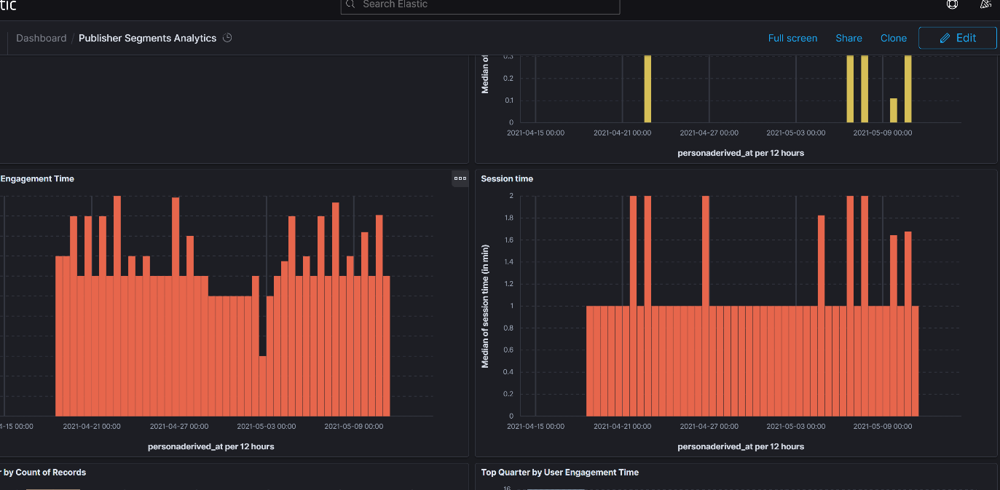 tic
Search Elastic
Dashboard / Publisher Segments Analytics
Full screen
Share
Clone
Edit
Median of
0.3
0.2
0.1
0
2021-04-15 00:00 2021-04-21 00:00 2021-04-27 00:00 2021-05-03 00:00 2021-05-09 00:00
personaderived_at per 12 hours
Engagement Time
4-15 00:00 2021-04-21 00:00 2021-04-27 00:00 2021-05-03 00:00 2021-05-09 00:00
personaderived_at per 12 hours
Session time
Median of session time (in min)
2
1.8
1.6
1.4
1.2
1
0.8
0.6
0.4
0.2
0
2021-04-15 00:00 2021-04-21 00:00 2021-04-27 00:00 2021-05-03 00:00 2021-05-09 00:00
personaderived_at per 12 hours
r by Count of Records
Top Quarter by User Engagement Time
16